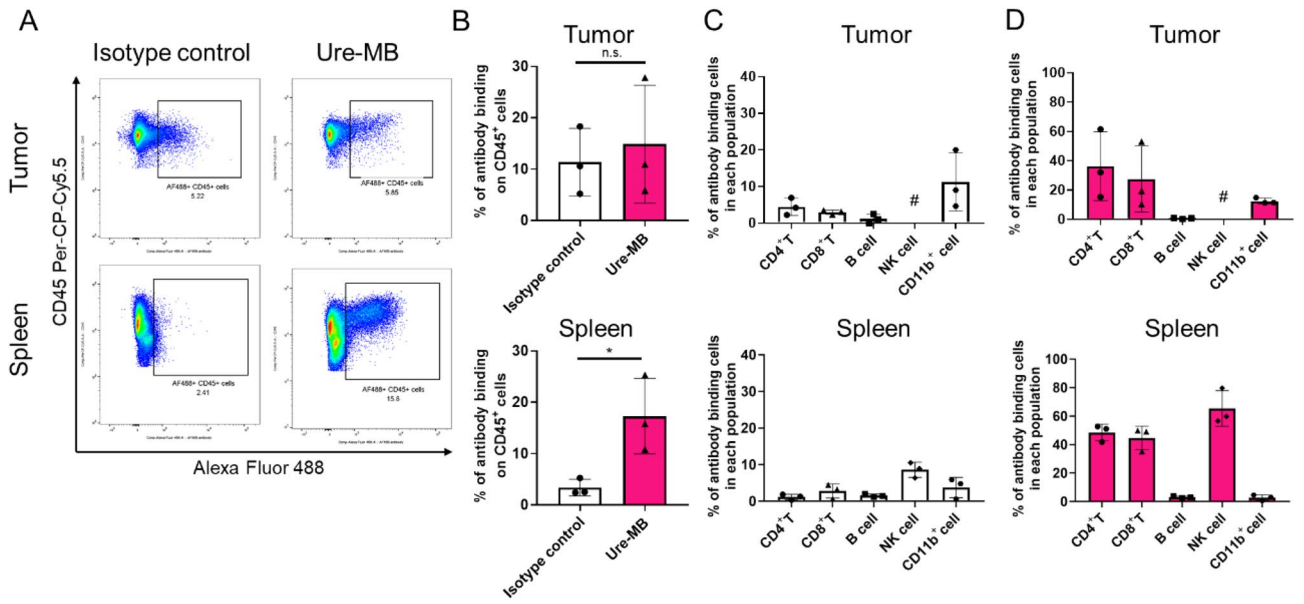 A
Isotype control
Ure-MB
Tumor
Spleen
CD45 Per-CP-Cy5.5
AF488+ CD45+ cells
5.22
AF488+ CD45+ cells
5.85
AF488+ CD45+ cells
2.41
AF488+ CD45+ cells
15.8
Alexa Fluor 488
B
Tumor
n.s.
% of antibody binding
on CD45⁺ cells
30
20
10
0
Isotype control
Ure-MB
Spleen
*
% of antibody binding
on CD45⁺ cells
30
20
10
0
Isotype control
Ure-MB
C
Tumor
% of antibody binding cells
in each population
40
30
20
10
0
#
CD4⁺T
CD8⁺T
B cell
NK cell
CD11b⁺ cell
Spleen
% of antibody binding cells
in each population
40
30
20
10
0
CD4⁺T
CD8⁺T
B cell
NK cell
CD11b⁺ cell
D
Tumor
% of antibody binding cells
in each population
100
80
60
40
20
0
#
CD4⁺T
CD8⁺T
B cell
NK cell
CD11b⁺ cell
Spleen
% of antibody binding cells
in each population
100
80
60
40
20
0
CD4⁺T
CD8⁺T
B cell
NK cell
CD11b⁺ cell